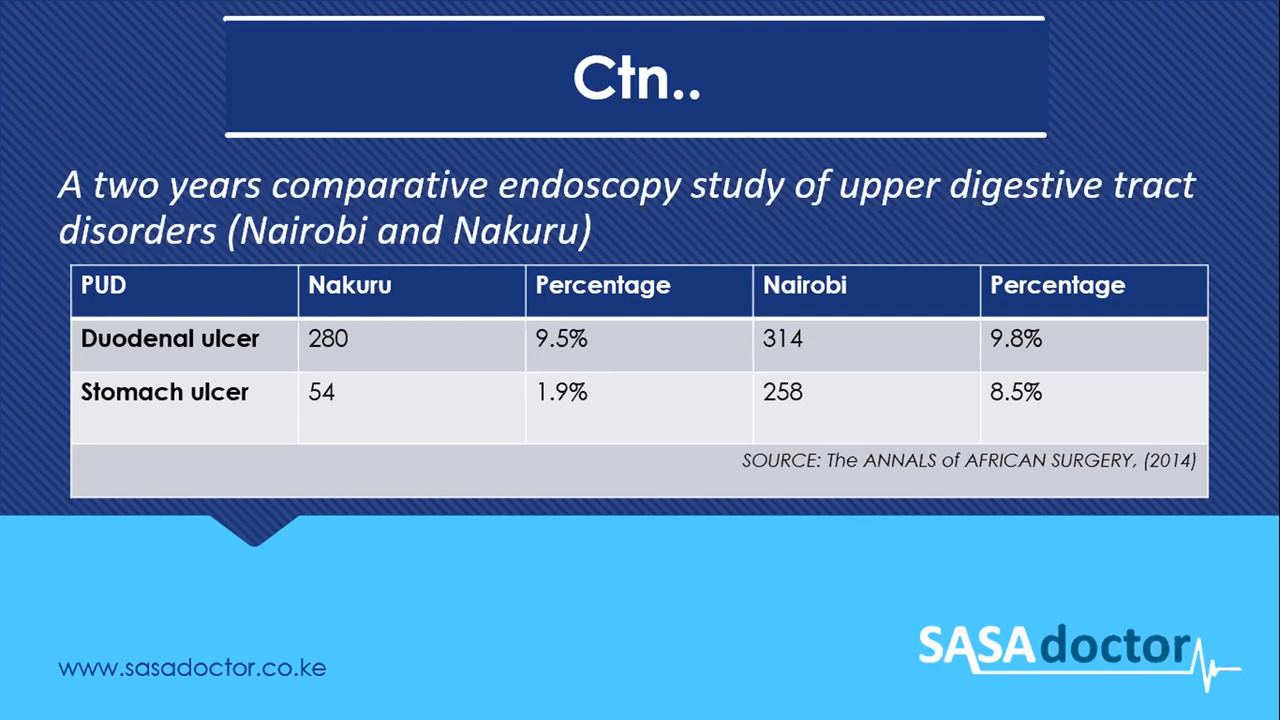 Ctn..
A two years comparative endoscopy study of upper digestive tract
disorders (Nairobi and Nakuru)
PUD Nakuru Percentage Nairobi Percentage
Duodenal ulcer 280 9.5% 314 9.8%
Stomach ulcer 54 1.9% 258 8.5%
SOURCE: The ANNALS of AFRICAN SURGERY, (2014)
SASAdoctor
www.sasadoctor.co.ke